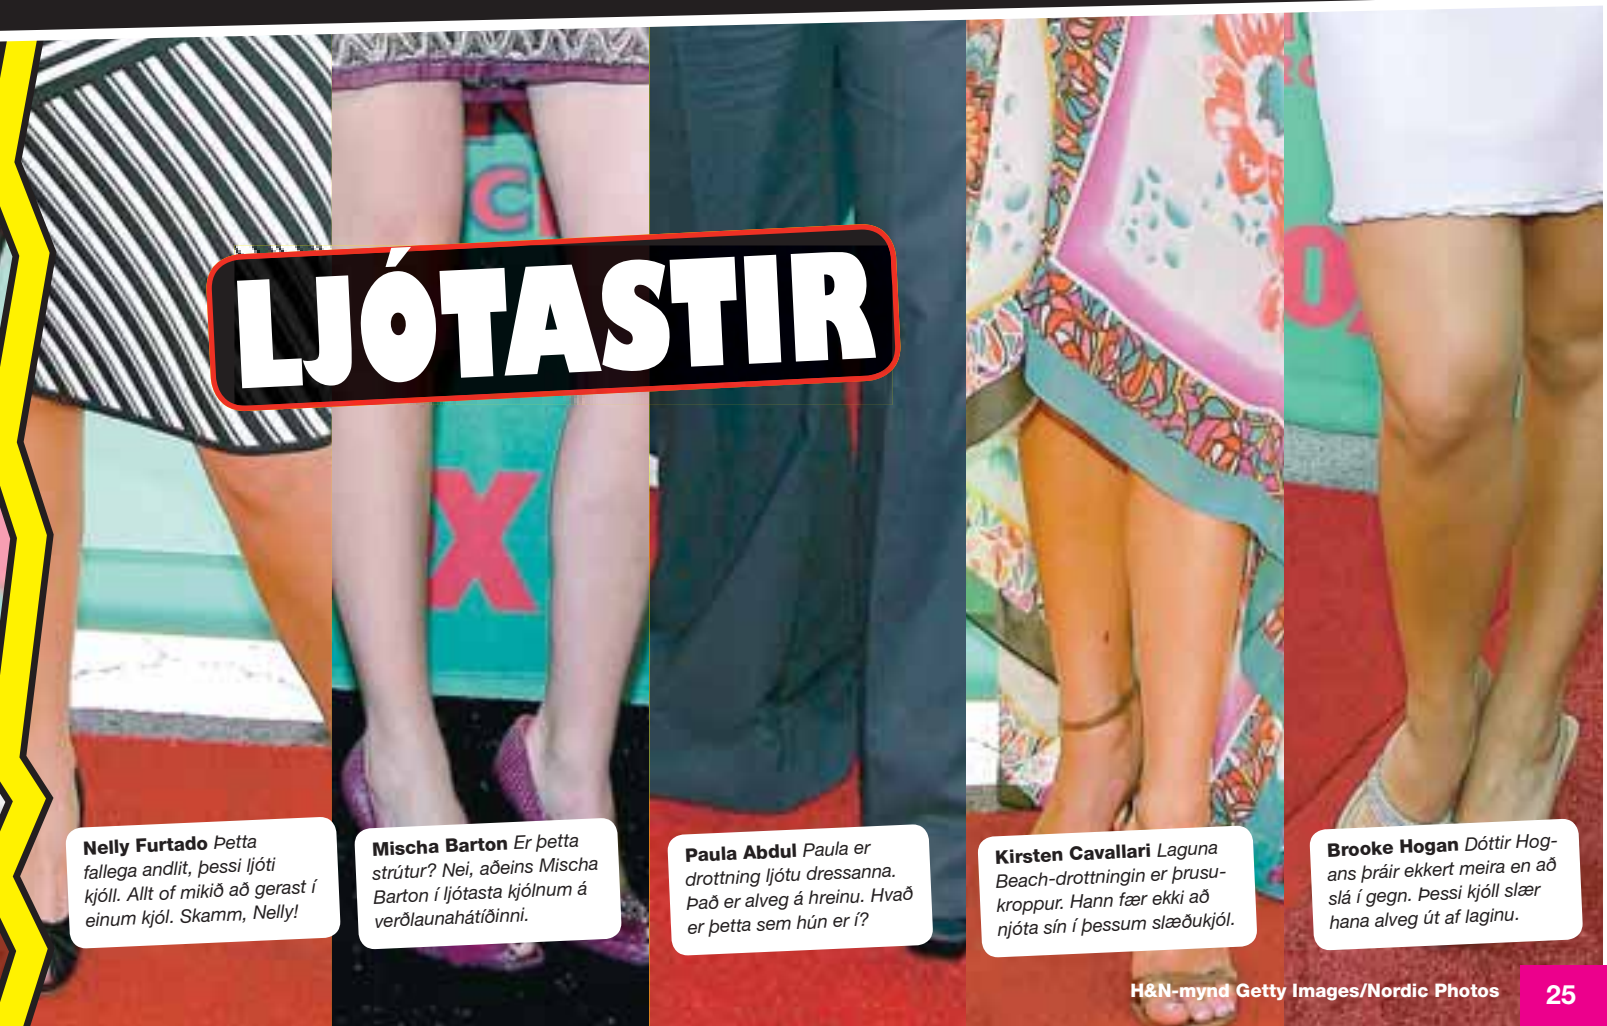 LJÓTASTIR
C
X
OX
Nelly Furtado Þetta
fallega andlit, þessi ljóti
kjóll. Allt of mikið að gerast í
einum kjól. Skamm, Nelly!
Mischa Barton Er þetta
strútur? Nei, aðeins Mischa
Barton í ljótasta kjólnum á
verðlaunahátíðinni.
Paula Abdul Paula er
drottning ljótu dressanna.
Það er alveg á hreinu. Hvað
er þetta sem hún er í?
Kirsten Cavallari Laguna
Beach-drottningin er þrusu-
kroppur. Hann fær ekki að
njóta sín í þessum slæðukjól.
Brooke Hogan Dóttir Hog-
ans þráir ekkert meira en að
slá í gegn. Þessi kjóll slær
hana alveg út af laginu.
H&N-mynd Getty Images/Nordic Photos
25